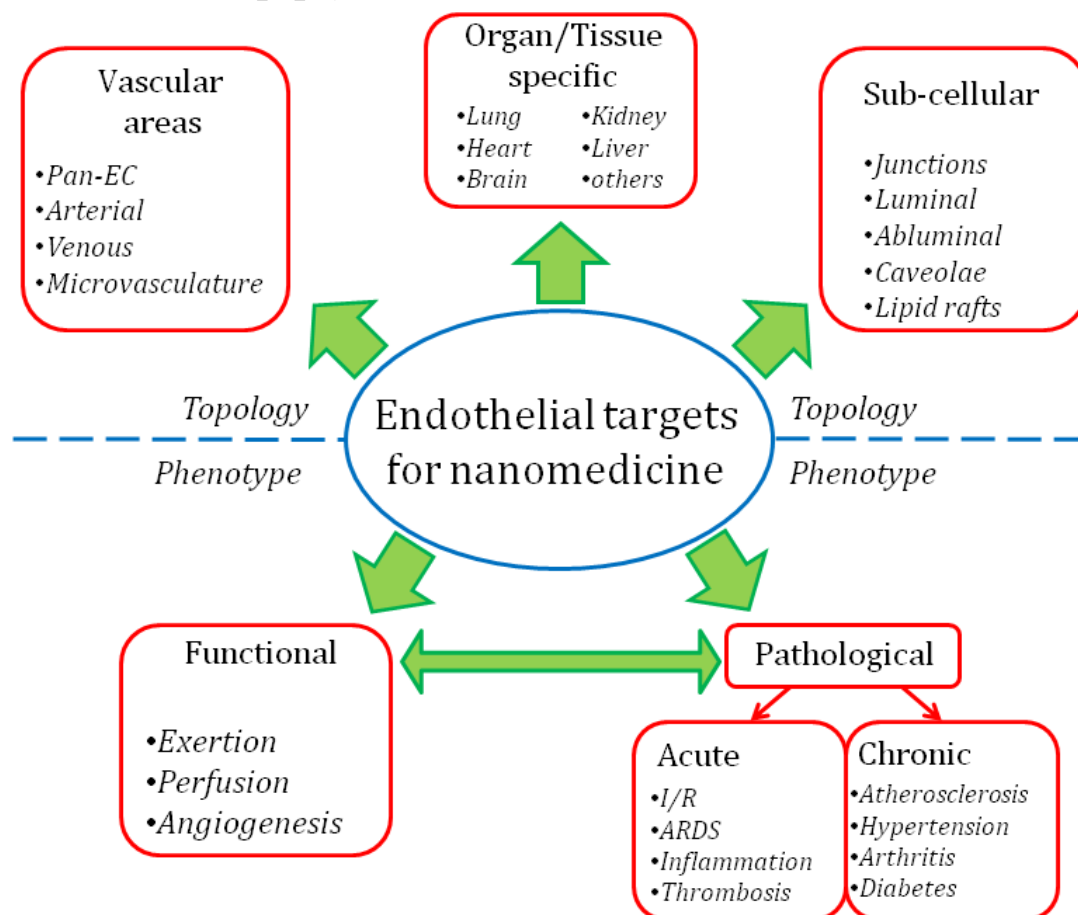 Vascular
areas
•Pan-EC
•Arterial
•Venous
•Microvasculature
Organ/Tissue
specific
•Lung
•Heart
•Brain
•Kidney
•Liver
•others
Sub-cellular
•Junctions
•Luminal
•Abluminal
•Caveolae
•Lipid rafts
Topology
Phenotype
Endothelial targets
for nanomedicine
Topology
Phenotype
Functional
•Exertion
•Perfusion
•Angiogenesis
Pathological
Acute
•I/R
•ARDS
•Inflammation
•Thrombosis
Chronic
•Atherosclerosis
•Hypertension
•Arthritis
•Diabetes